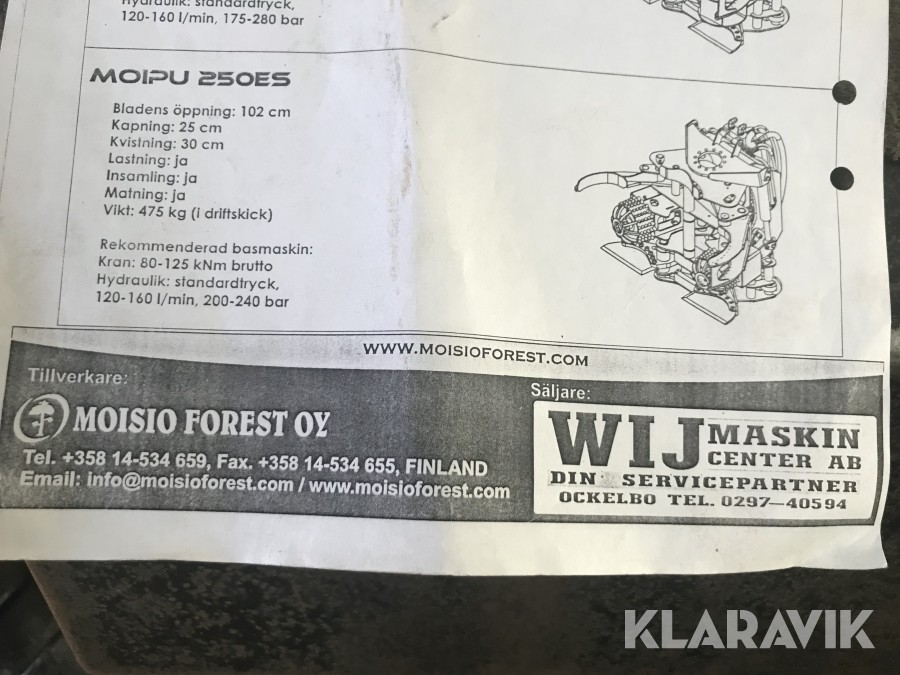 Hydraulik: standardtryck,
120-160 l/min, 175-280 bar
MOIPU 250ES
Bladens öppning: 102 cm
Kapning: 25 cm
Kvistning: 30 cm
Lastning: ja
Insamling: ja
Matning: ja
Vikt: 475 kg (i driftskick)
Rekommenderad basmaskin:
Kran: 80-125 kNm brutto
Hydraulik: standardtryck,
120-160 l/min, 200-240 bar
WWW.MOISIOFOREST.COM
Tillverkare:
MOISIO FOREST OY
Tel. +358 14-534 659, Fax. +358 14-534 655, FINLAND
Email: info@moisioforest.com / www.moisioforest.com
Säljare:
WIJ MASKIN
CENTER AB
DIN SERVICEPARTNER
OCKELBO TEL. 0297-40594
KLARAVIK